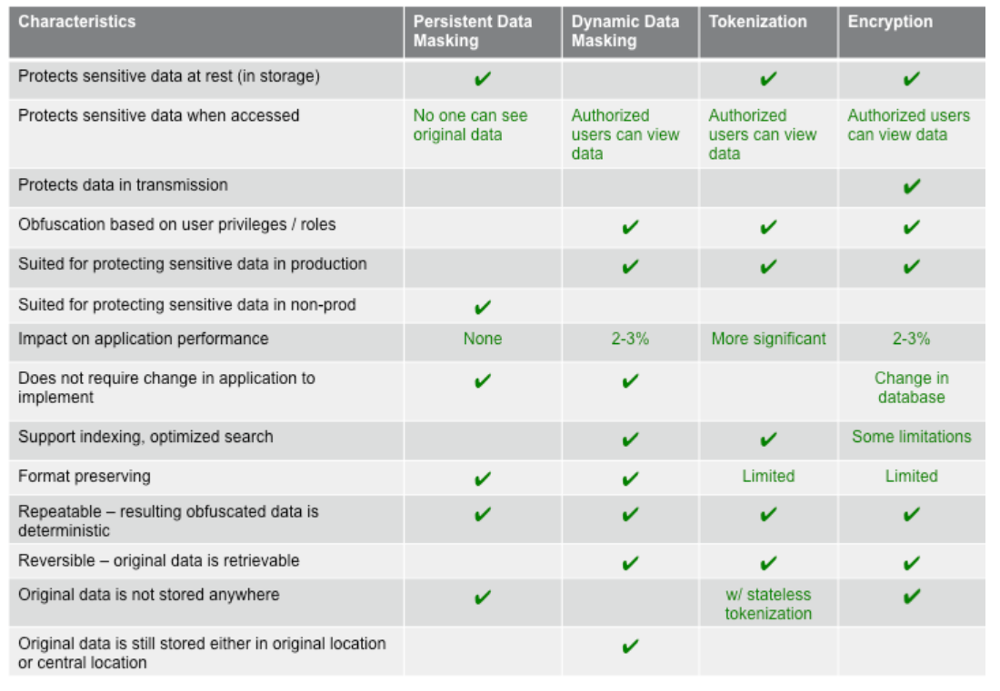 Characteristics
Persistent Data
Masking
Dynamic Data
Masking
Tokenization
Encryption
Protects sensitive data at rest (in storage)
✔ ✔ ✔
Protects sensitive data when accessed
No one can see
original data
Authorized
users can view
data
Authorized
users can view
data
Authorized users
can view data
Protects data in transmission
✔
Obfuscation based on user privileges / roles
✔ ✔ ✔
Suited for protecting sensitive data in production
✔ ✔ ✔
Suited for protecting sensitive data in non-prod
✔
Impact on application performance
None
2-3%
More significant
2-3%
Does not require change in application to
implement
✔ ✔
Change in
database
Support indexing, optimized search
✔ ✔
Some limitations
Format preserving
✔ ✔
Limited
Limited
Repeatable – resulting obfuscated data is
deterministic
✔ ✔ ✔ ✔
Reversible – original data is retrievable
✔ ✔ ✔
Original data is not stored anywhere
✔
w/ stateless
tokenization
✔
Original data is still stored either in original location
or central location
✔